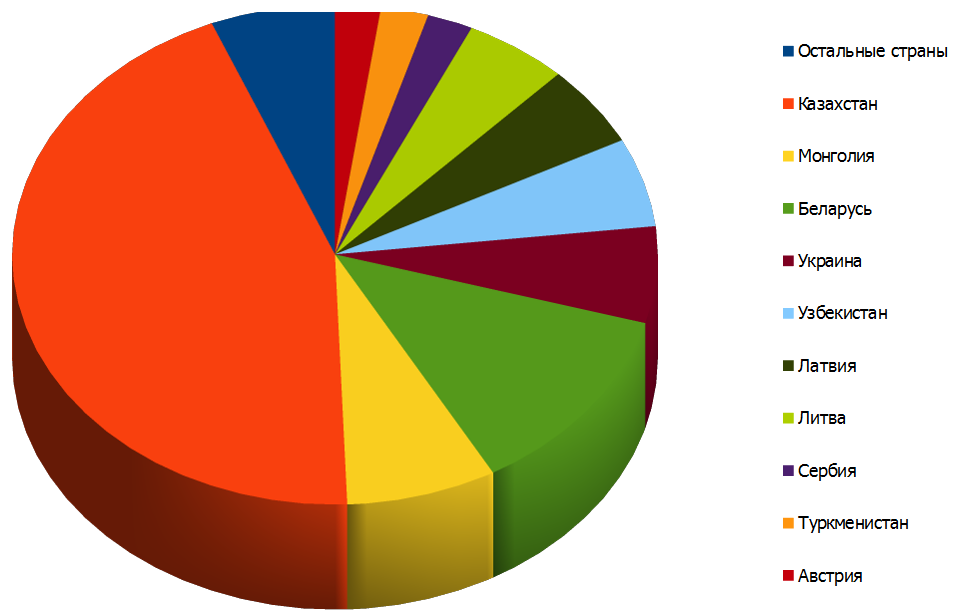 Остальные страны
Казахстан
Монголия
Беларусь
Украина
Узбекистан
Латвия
Литва
Сербия
Туркменистан
Австрия